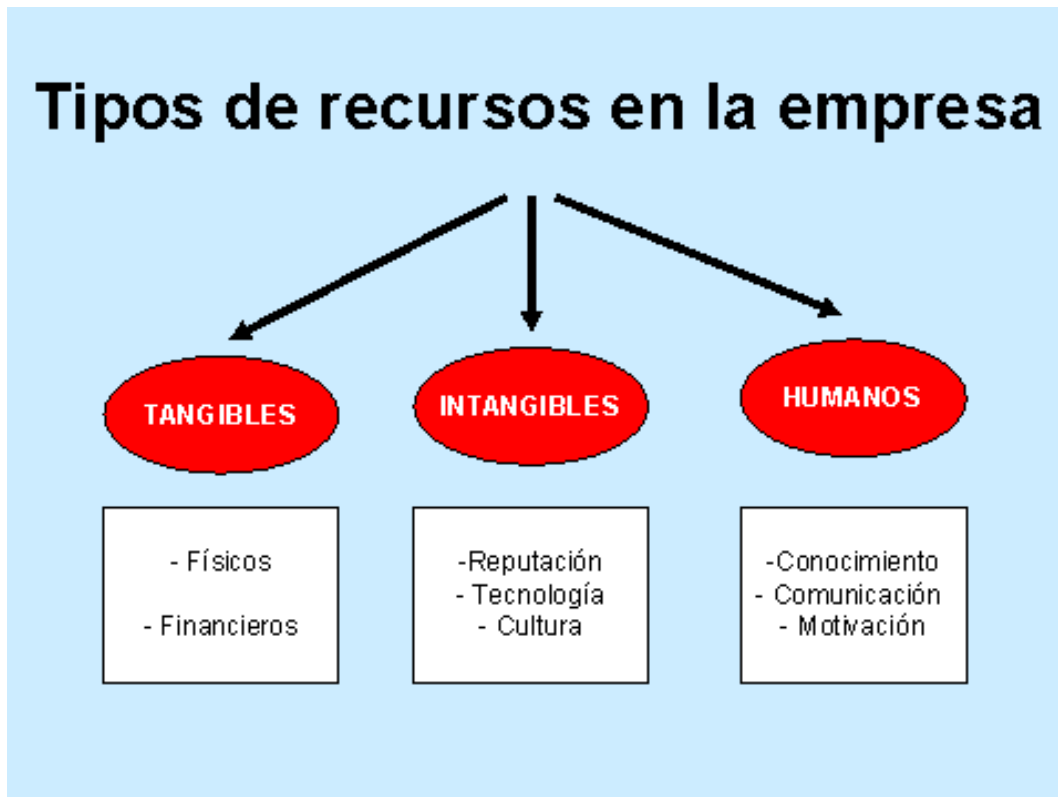 Tipos de recursos en la empresa
TANGIBLES
- Físicos
- Financieros
INTANGIBLES
-Reputación
- Tecnología
- Cultura
HUMANOS
-Conocimiento
- Comunicación
- Motivación